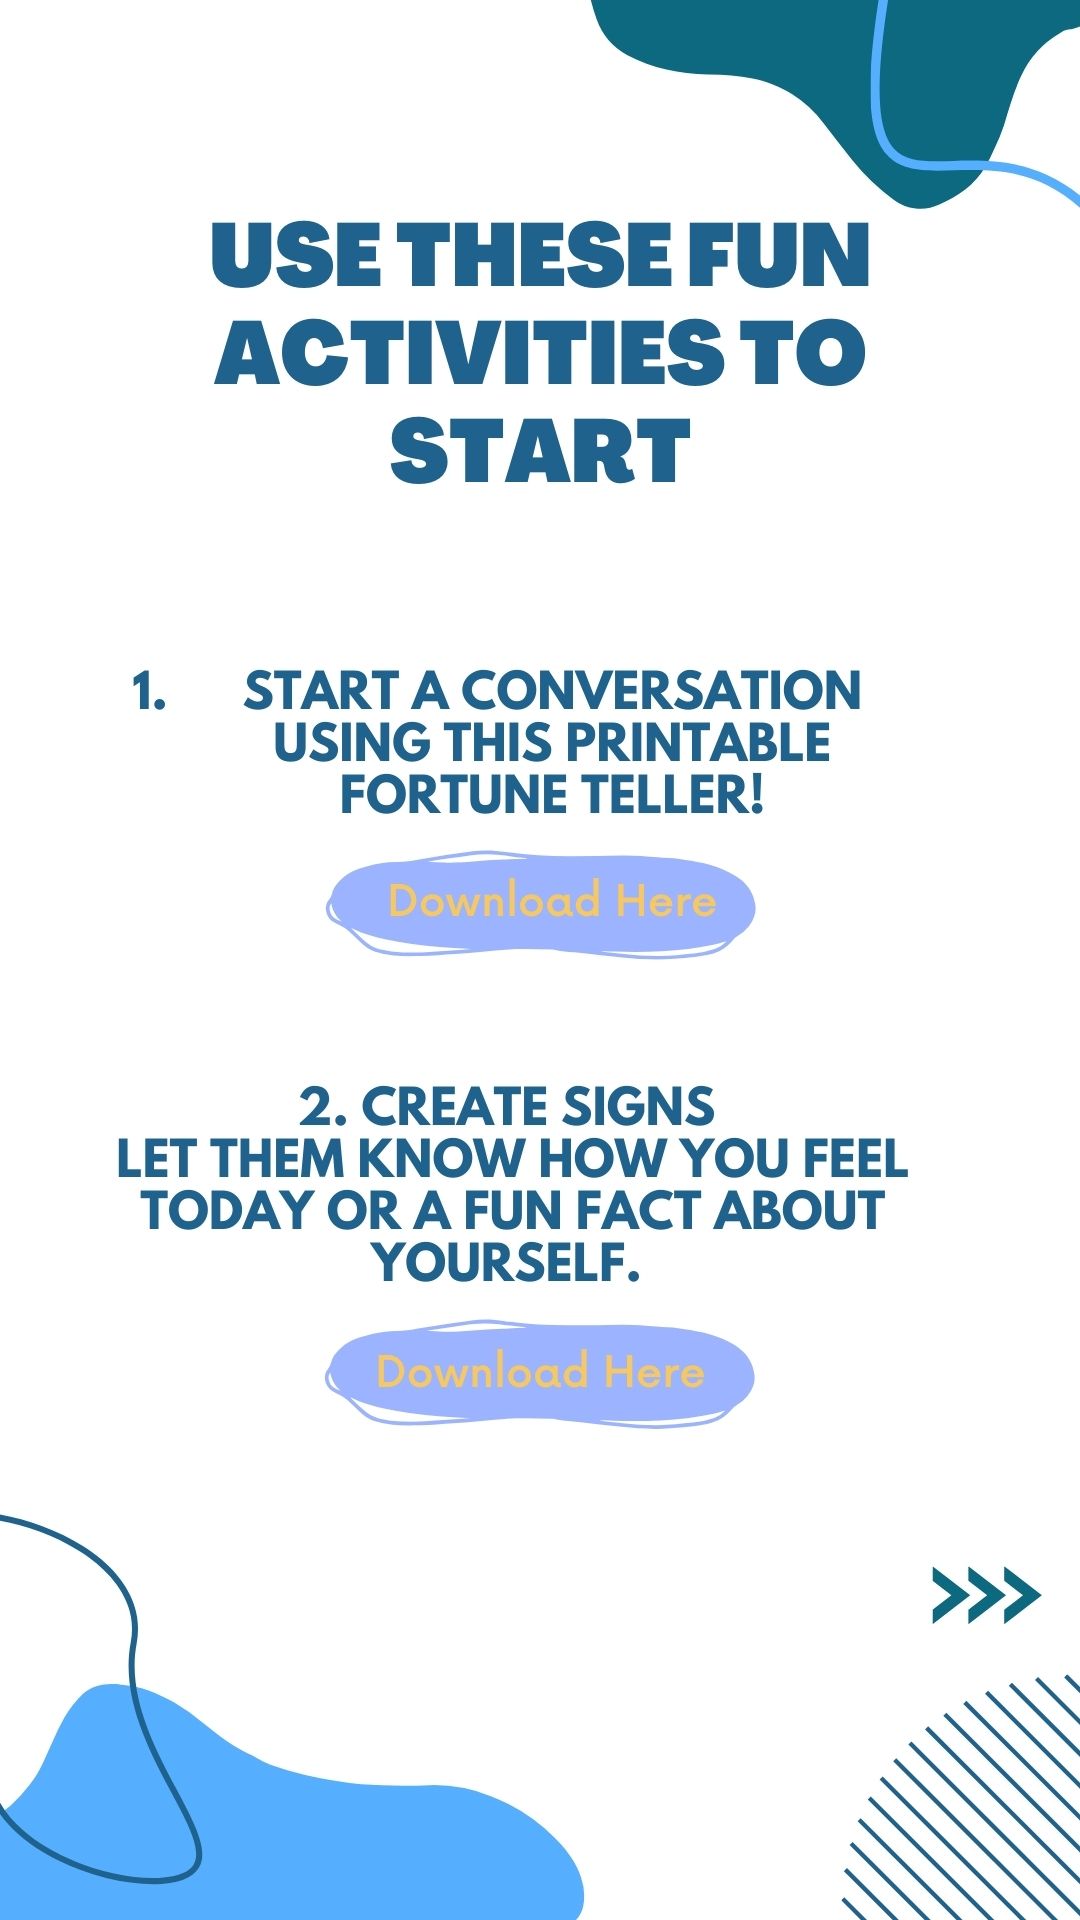 USE THESE FUN
ACTIVITIES TO
START
1. START A CONVERSATION
USING THIS PRINTABLE
FORTUNE TELLER!
Download Here
2. CREATE SIGNS
LET THEM KNOW HOW YOU FEEL
TODAY OR A FUN FACT ABOUT
YOURSELF.
Download Here